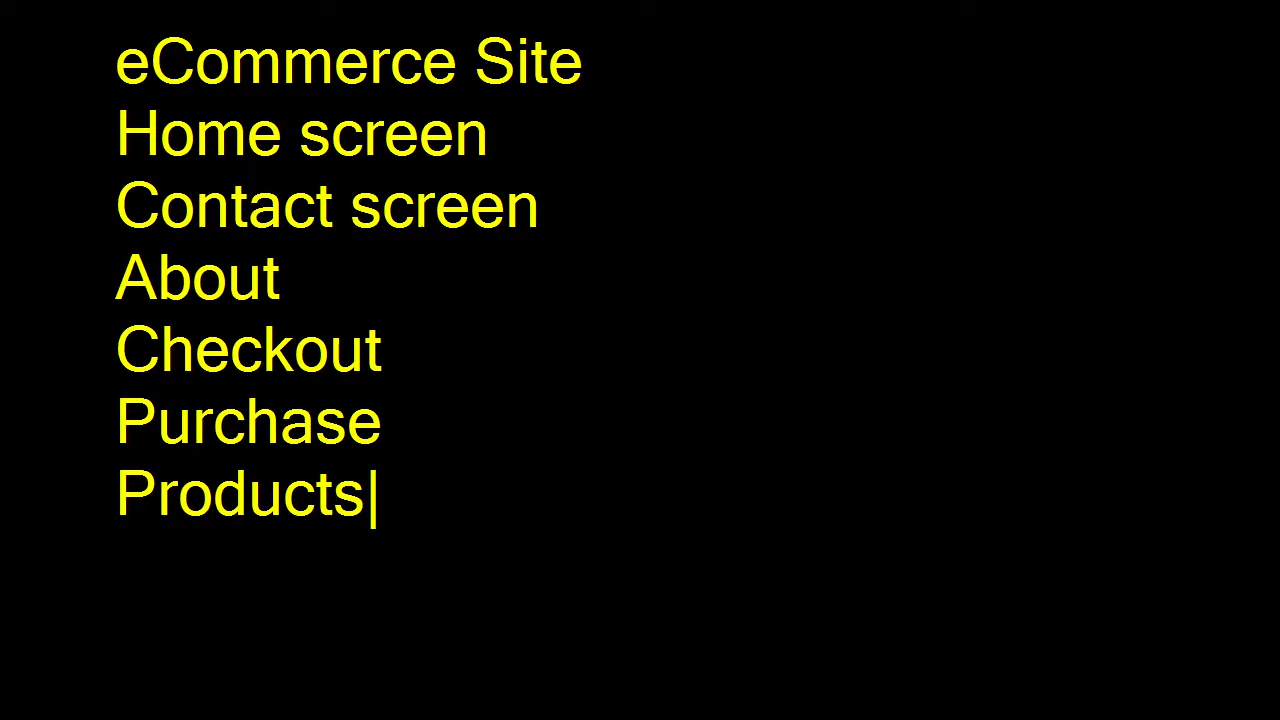 eCommerce Site
Home screen
Contact screen
About
Checkout
Purchase
Products